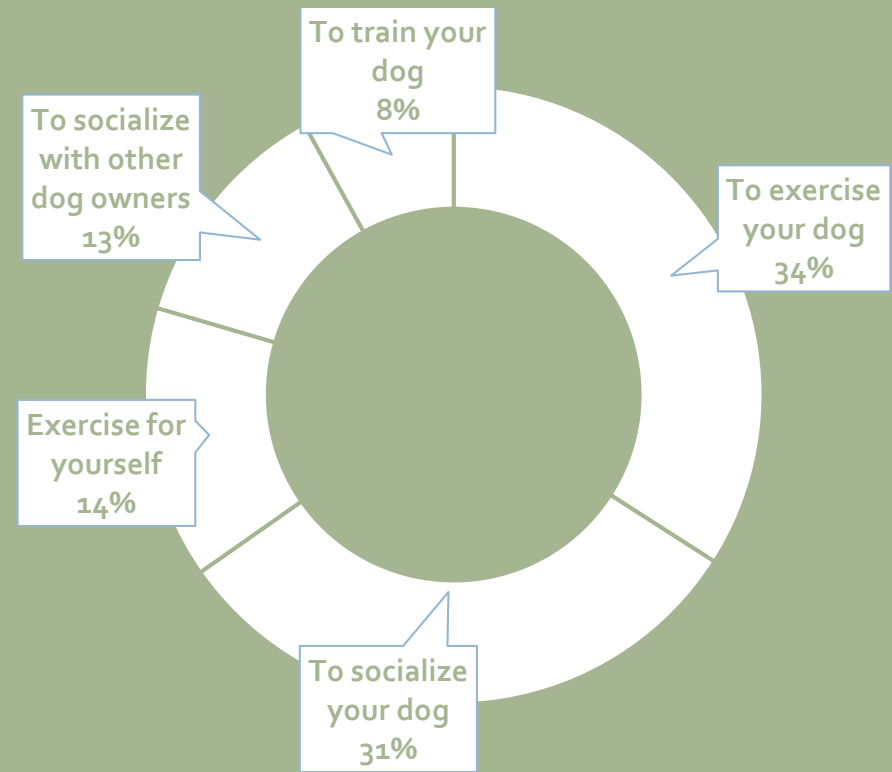 To train your
dog
8%
To socialize
with other
dog owners
13%
To exercise
your dog
34%
Exercise for
yourself
14%
To socialize
your dog
31%